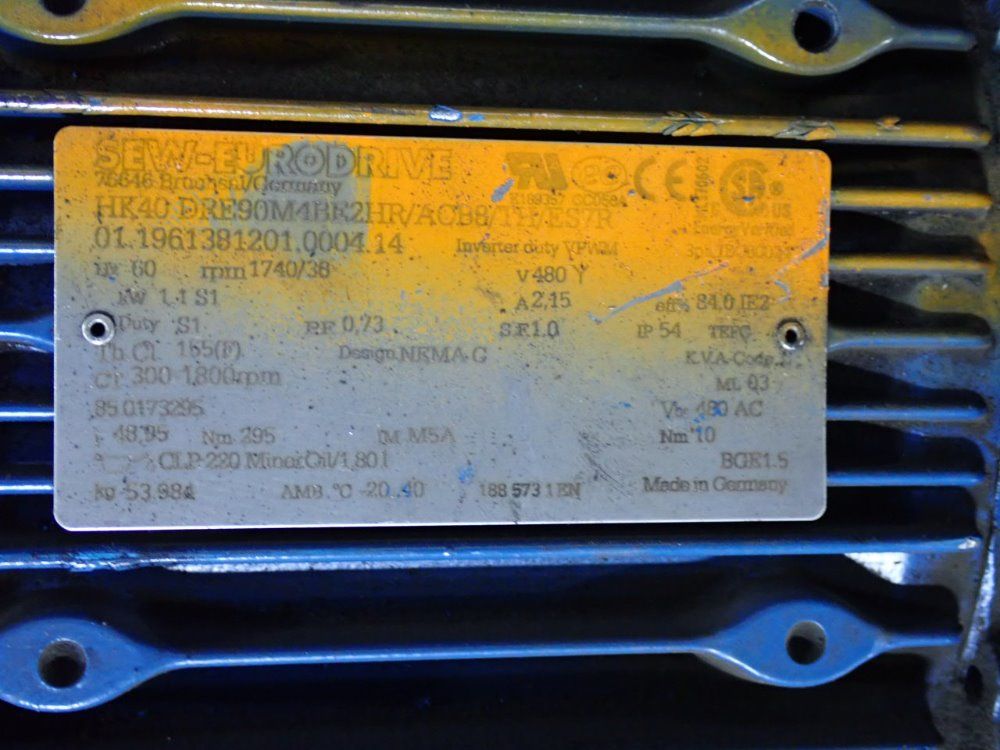 SEW-EURODRIVE
76646 Bruchsal/Germany
HK40 DRE90M4BE2HR/ACB8/TH/ES7R
01.1961381201.0004.14 Inverter duty VPWM
Hz 60 rpm 1740/36 V 480 Y
kW 1,1 S1 A 2,15 eff% 84,0 IE2
Duty S1 P.F. 0,73 S.F. 1.0 IP 54 TEFC
Th.Cl. 155(F) Design NEMA C K.V.A-Code
CT 300-1800rpm ML 03
85 0173295 Vbr 480 AC
i 48,95 Nm 295 IM M5A Nm 10
CLP 220 Miner.Oil/1,80 l BGE1.5
kg 53.984 AMB. °C -20..40 188 573 1 EN Made in Germany